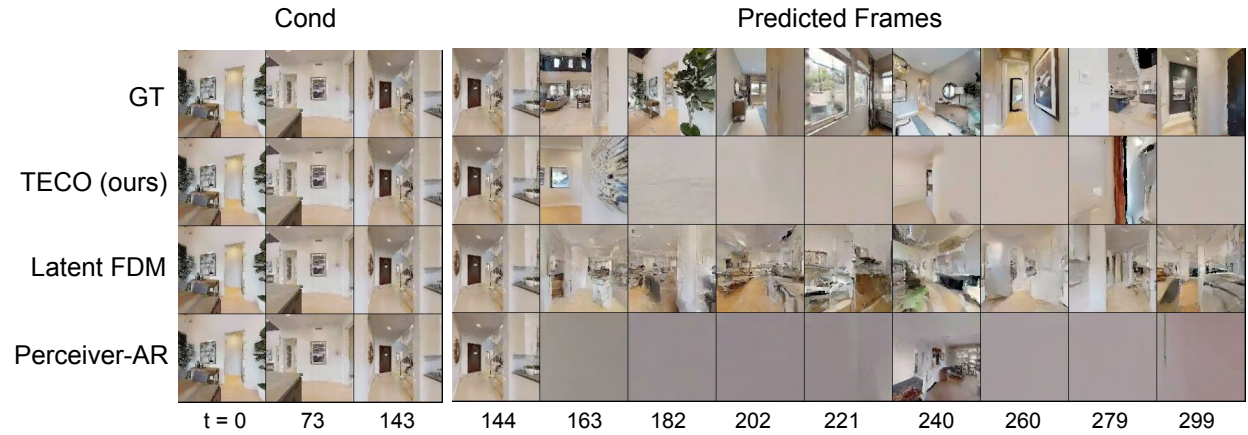 Cond Predicted Frames
GT
TECO (ours)
Latent FDM
Perceiver-AR
t = 0 73 143 144 163 182 202 221 240 260 279 299